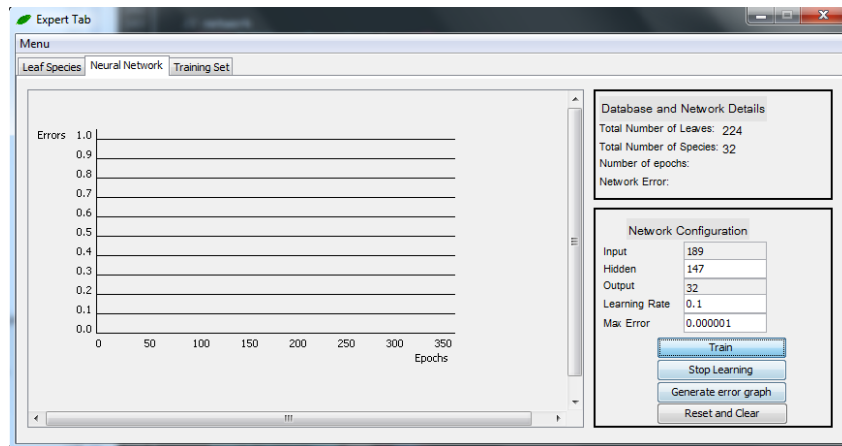 Expert Tab
Menu
Leaf Species Neural Network Training Set
Errors 1.0
0.9
0.8
0.7
0.6
0.5
0.4
0.3
0.2
0.1
0.0
0 50 100 150 200 250 300 350
Epochs
Database and Network Details
Total Number of Leaves: 224
Total Number of Species: 32
Number of epochs:
Network Error:
Network Configuration
Input 189
Hidden 147
Output 32
Learning Rate 0.1
Max Error 0.000001
Train
Stop Learning
Generate error graph
Reset and Clear